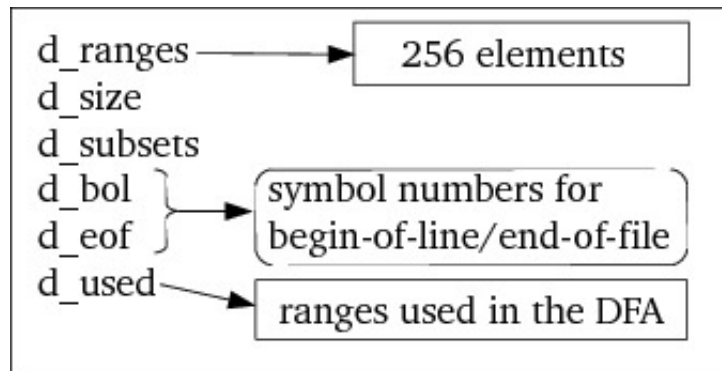 d_ranges
256 elements
d_size
d_subsets
d_bol
symbol numbers for
d_eof
begin-of-line/end-of-file
d_used
ranges used in the DFA